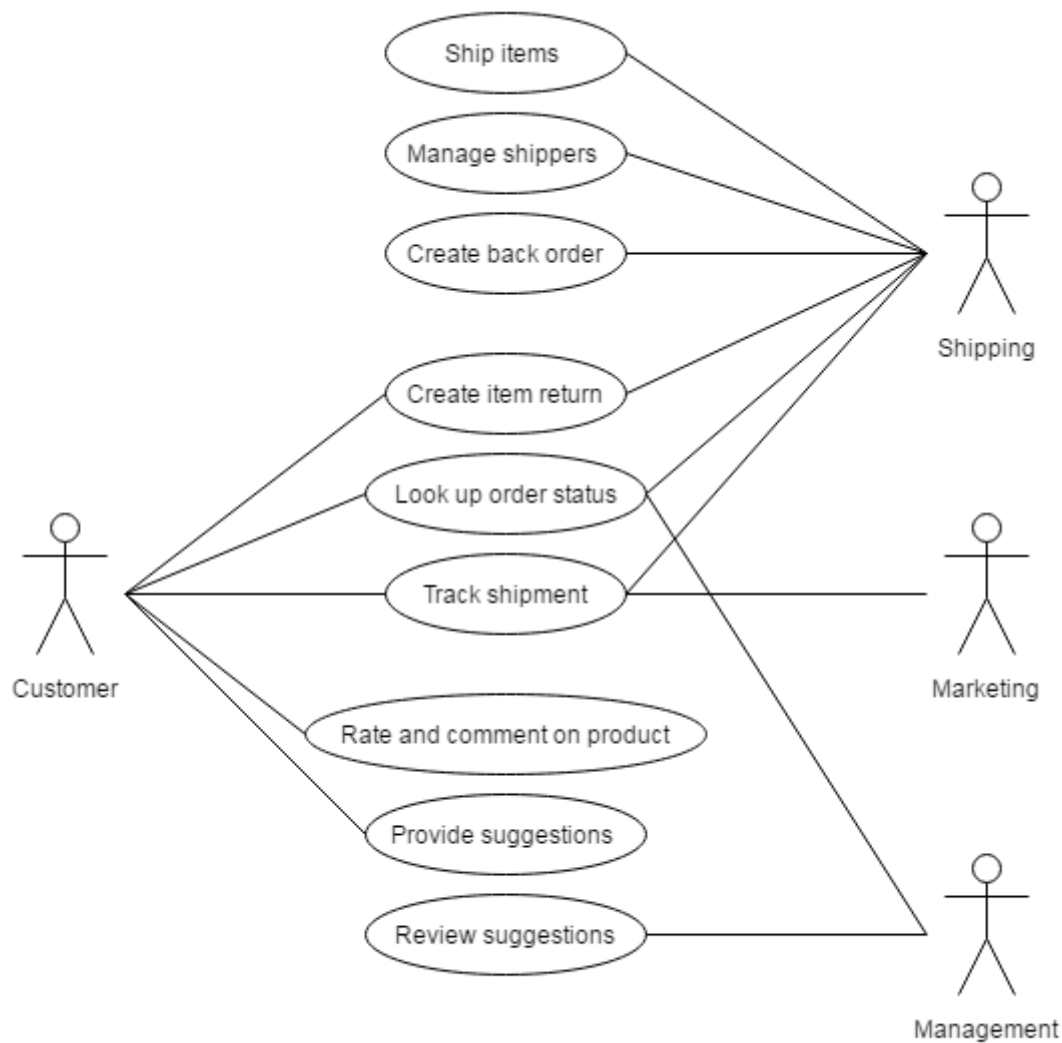 Ship items
Manage shippers
Create back order
Shipping
Create item return
Look up order status
Track shipment
Customer
Marketing
Rate and comment on product
Provide suggestions
Review suggestions
Management